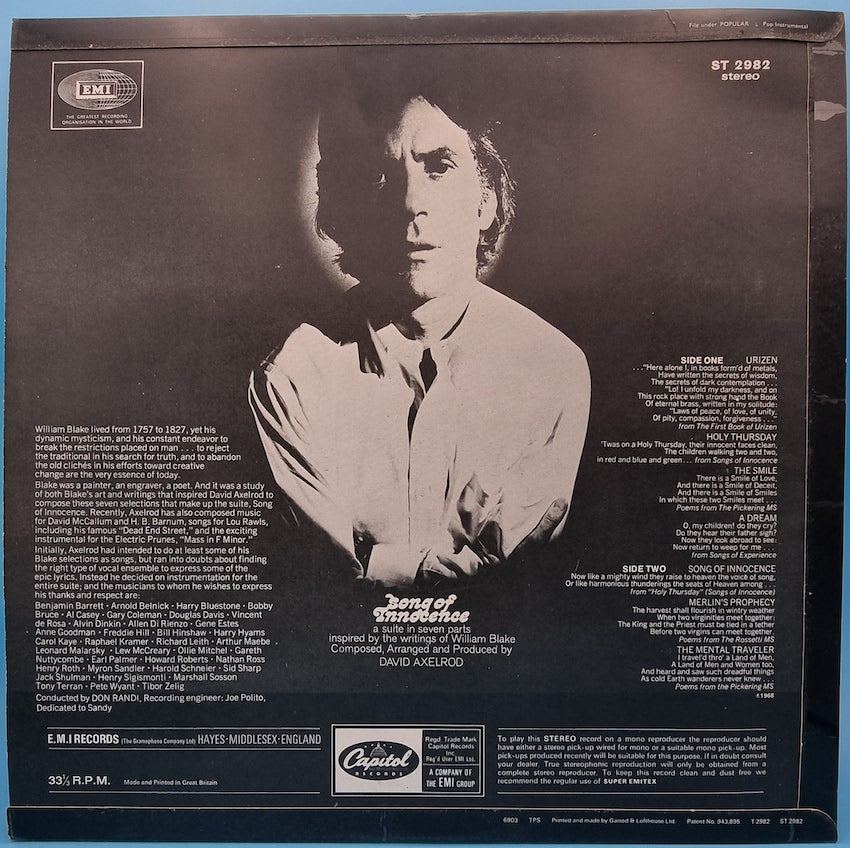 File under POPULAR : Pop Instrumental
ST 2982
stereo
EMI
THE GREATEST RECORDING
ORGANISATION IN THE WORLD
William Blake lived from 1757 to 1827, yet his
dynamic mysticism, and his constant endeavor to
break the restrictions placed on man . . . to reject
the traditional in his search for truth, and to abandon
the old clichés in his efforts toward creative
change are the very essence of today.
Blake was a painter, an engraver, a poet. And it was a study
of both Blake's art and writings that inspired David Axelrod to
compose these seven selections that make up the suite, Song
of Innocence. Recently, Axelrod has also composed music
for David McCallum and H. B. Barnum, songs for Lou Rawls,
including his famous "Dead End Street," and the exciting
instrumental for the Electric Prunes, "Mass in F Minor."
Initially, Axelrod had intended to do at least some of his
Blake selections as songs, but ran into doubts about finding
the right type of vocal ensemble to express some of the
epic lyrics. Instead he decided on instrumentation for the
entire suite; and the musicians to whom he wishes to express
his thanks and respect are:
Benjamin Barrett · Arnold Belnick · Harry Bluestone · Bobby
Bruce · Al Casey · Gary Coleman · Douglas Davis · Vincent
de Rosa · Alvin Dinkin · Allen Di Rienzo · Gene Estes
Anne Goodman · Freddie Hill · Bill Hinshaw · Harry Hyams
Carol Kaye · Raphael Kramer · Richard Leith · Arthur Maebe
Leonard Malarsky · Lew McCreary · Ollie Mitchel · Gareth
Nuttycombe · Earl Palmer · Howard Roberts · Nathan Ross
Henry Roth · Myron Sandler · Harold Schneier · Sid Sharp
Jack Shulman · Henry Sigismonti · Marshall Sosson
Tony Terran · Pete Wyant · Tibor Zelig
Conducted by DON RANDI, Recording engineer: Joe Polito,
Dedicated to Sandy
Song of
Innocence
a suite in seven parts
inspired by the writings of William Blake
Composed, Arranged and Produced by
DAVID AXELROD
SIDE ONE URIZEN
. . ."Here alone I, in books form'd of metals,
Have written the secrets of wisdom,
The secrets of dark contemplation . . .
"Lo! I unfold my darkness, and on
This rock place with strong hand the Book
Of eternal brass, written in my solitude:
"Laws of peace, of love, of unity,
Of pity, compassion, forgiveness . . ."
from The First Book of Urizen
HOLY THURSDAY
'Twas on a Holy Thursday, their innocent faces clean,
The children walking two and two,
in red and blue and green . . . from Songs of Innocence
THE SMILE
There is a Smile of Love,
And there is a Smile of Deceit,
And there is a Smile of Smiles
In which these two Smiles meet . . .
Poems from The Pickering MS
A DREAM
O, my children! do they cry?
Do they hear their father sigh?
Now they look abroad to see:
Now return to weep for me . . .
from Songs of Experience
SIDE TWO SONG OF INNOCENCE
Now like a mighty wind they raise to heaven the voice of song,
Or like harmonious thunderings the seats of Heaven among . . .
from "Holy Thursday" (Songs of Innocence)
MERLIN'S PROPHECY
The harvest shall flourish in wintry weather
When two virginities meet together:
The King and the Priest must be tied in a tether
Before two virgins can meet together.
Poems from The Rossetti MS
THE MENTAL TRAVELER
I travel'd thro' a Land of Men,
A Land of Men and Women too,
And heard and saw such dreadful things
As cold Earth wanderers never knew . . .
Poems from the Pickering MS
f.1968
E.M.I RECORDS (The Gramophone Company Ltd) HAYES·MIDDLESEX·ENGLAND
33⅓ R.P.M. Made and Printed in Great Britain
Capitol
RECORDS
Regd. Trade Mark
Capitol Records
Inc.
Reg'd User EMI Ltd.
A COMPANY OF
THE EMI GROUP
To play this STEREO record on a mono reproducer the reproducer should
have either a stereo pick-up wired for mono or a suitable mono pick-up. Most
pick-ups produced recently will be suitable for this purpose. If in doubt consult
your dealer. True stereophonic reproduction will only be obtained from a
complete stereo reproducer. To keep this record clean and dust free we
recommend the regular use of SUPER EMITEX
6903 TPS Printed and made by Garrod & Lofthouse Ltd. Patent No. 943,895 T 2982 ST 2982